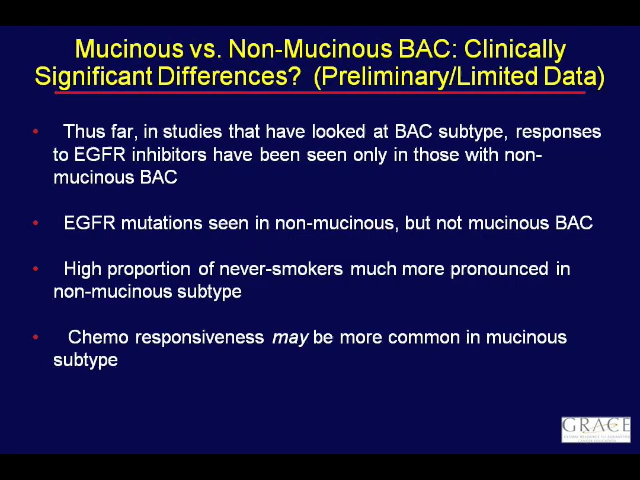 Mucinous vs. Non-Mucinous BAC: Clinically
Significant Differences? (Preliminary/Limited Data)
• Thus far, in studies that have looked at BAC subtype, responses
to EGFR inhibitors have been seen only in those with non-
mucinous BAC
• EGFR mutations seen in non-mucinous, but not mucinous BAC
• High proportion of never-smokers much more pronounced in
non-mucinous subtype
• Chemo responsiveness may be more common in mucinous
subtype
GRACE